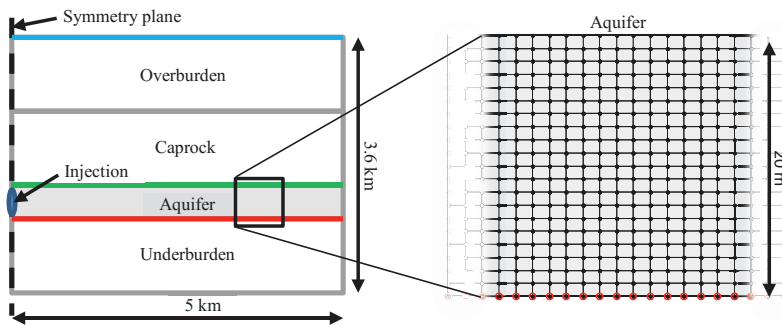 Symmetry plane
Aquifer
Overburden
Caprock
3.6 km
Injection
Aquifer
20 m
Underburden
5 km